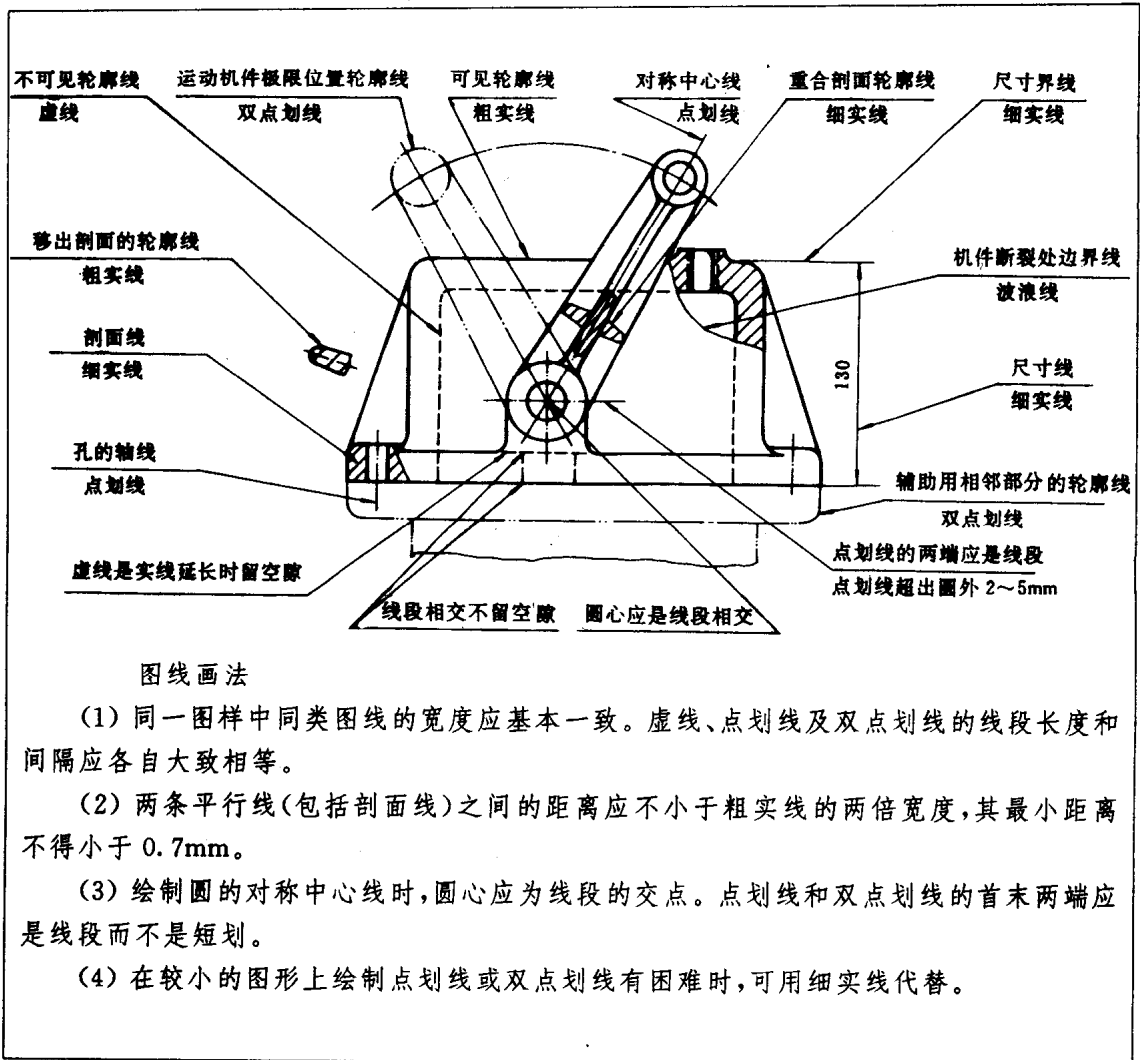 不可见轮廓线
虚线
运动机件极限位置轮廓线
双点划线
可见轮廓线
粗实线
对称中心线
点划线
重合剖面轮廓线
细实线
尺寸界线
细实线
移出剖面的轮廓线
粗实线
机件断裂处边界线
波浪线
剖面线
细实线
130
尺寸线
细实线
孔的轴线
点划线
辅助用相邻部分的轮廓线
双点划线
虚线是实线延长时留空隙
点划线的两端应是线段
点划线超出圆外 2~5mm
线段相交不留空隙
圆心应是线段相交
图线画法
(1) 同一图样中同类图线的宽度应基本一致。虚线、点划线及双点划线的线段长度和
间隔应各自大致相等。
(2) 两条平行线(包括剖面线)之间的距离应不小于粗实线的两倍宽度,其最小距离
不得小于 0.7mm。
(3) 绘制圆的对称中心线时,圆心应为线段的交点。点划线和双点划线的首末两端应
是线段而不是短划。
(4) 在较小的图形上绘制点划线或双点划线有困难时,可用细实线代替。